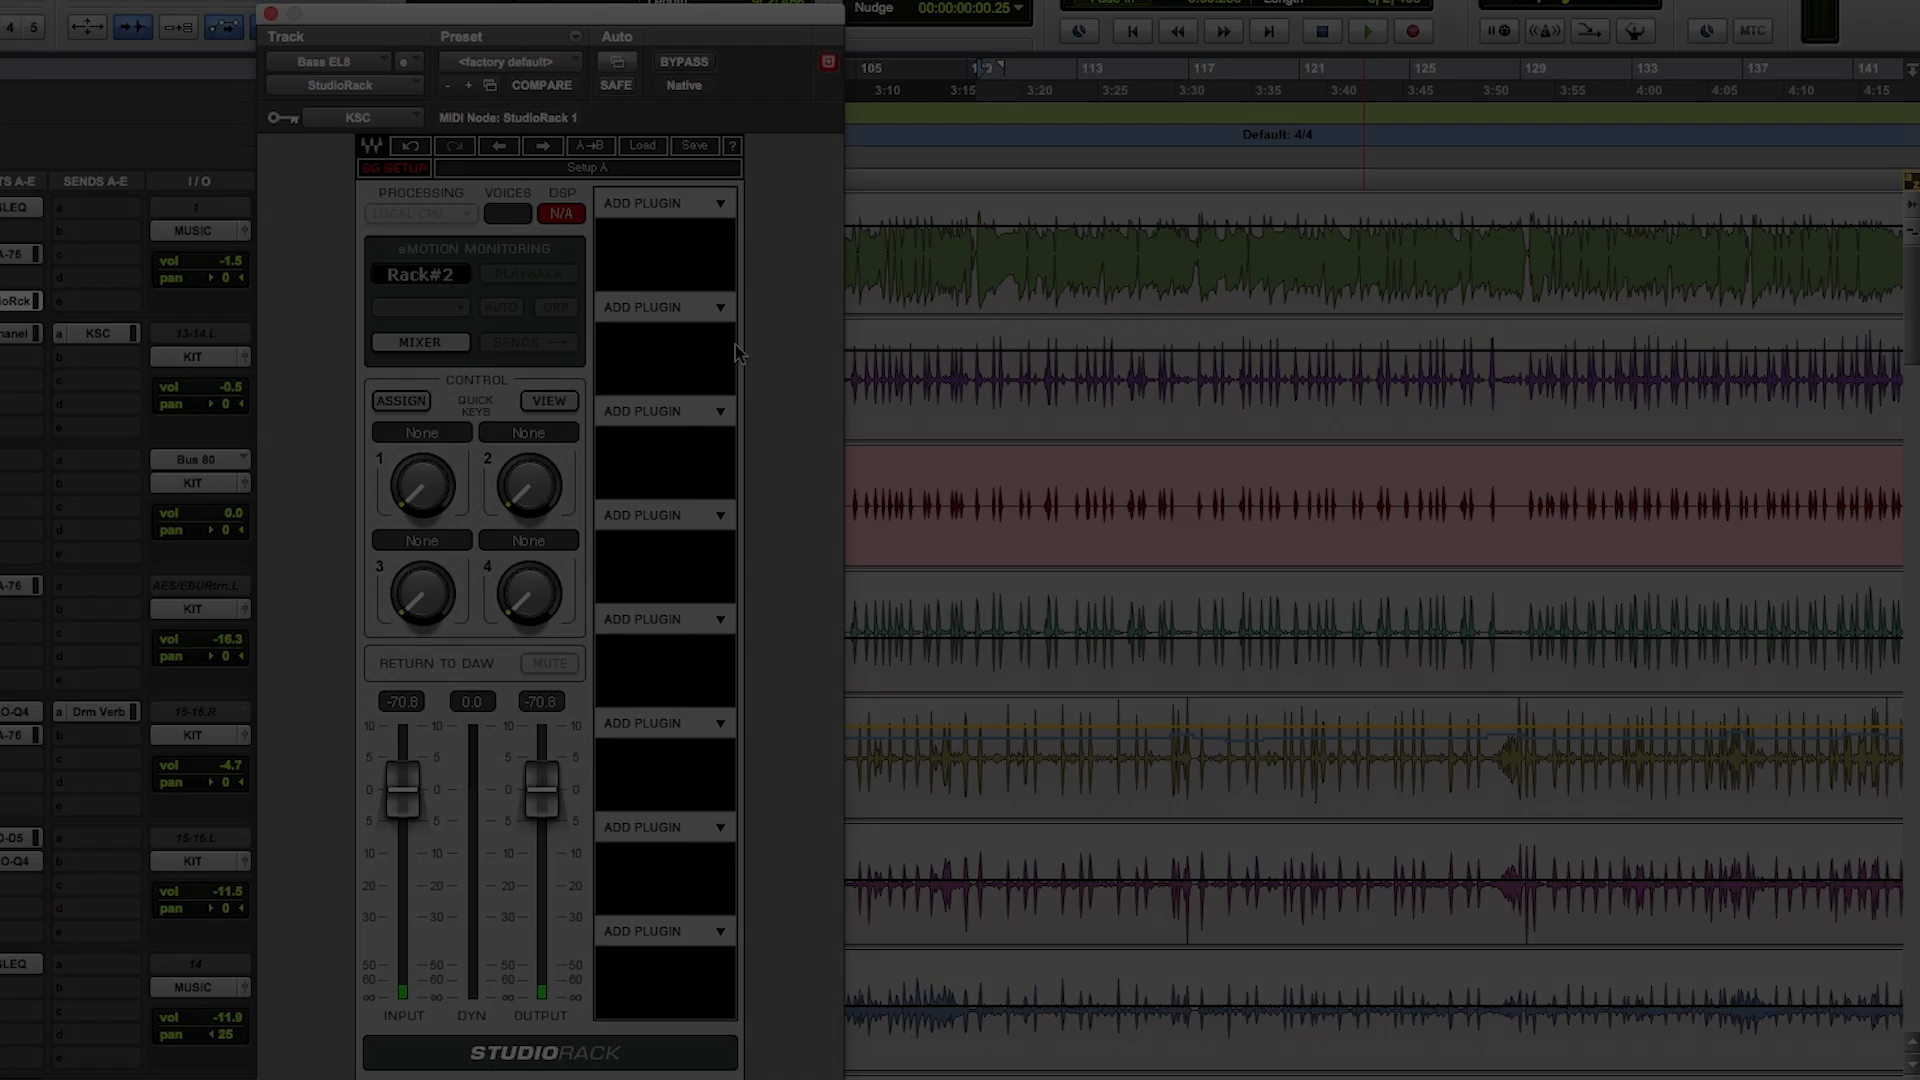 4 5
Nudge 00:00:00:00.25
MTC
Track Preset Auto
Bass EL8 e <factory default> BYPASS
StudioRack - + COMPARE SAFE Native
KSC MIDI Node: StudioRack 1
105 113 117 121 125 129 133 137 141
3:10 3:15 3:20 3:25 3:30 3:35 3:40 3:45 3:50 3:55 4:00 4:05 4:10 4:15
Default: 4/4
A→B Load Save ?
SG SETUP Setup A
PROCESSING VOICES DSP
LOCAL CPU N/A
eMOTION MONITORING
Rack#2 PLAYBACK
AUTO GRP
MIXER SENDS
CONTROL
ASSIGN QUICK KEYS VIEW
None None
1 2
None None
3 4
RETURN TO DAW MUTE
-70.8 0.0 -70.8
10 10 10 10
5 5 5 5
0 0 0 0
5 5 5 5
10 10 10 10
20 20 20 20
30 30 30 30
50 50 50 50
60 60 60 60
∞ ∞ ∞ ∞
INPUT DYN OUTPUT
STUDIORACK
ADD PLUGIN
ADD PLUGIN
ADD PLUGIN
ADD PLUGIN
ADD PLUGIN
ADD PLUGIN
ADD PLUGIN
ADD PLUGIN
TS A-E SENDS A-E I / O
SLEQ a 1
b MUSIC
A-76 c vol -1.5
d pan 0
ioRck e
hanel a KSC 13-14.L
b KIT
c vol -0.5
d pan 0
e
a Bus 80
b KIT
c vol 0.0
d pan 0
e
A-76 a AES/EBURtrn.L
b KIT
c vol -16.3
d pan 0
e
O-Q4 a Drm Verb 15-16.R
A-76 b KIT
c vol -4.7
d pan 0
e
O-D5 a 15-16.L
O-Q4 b KIT
c vol -11.5
d pan 0
e
SLEQ a 14
b MUSIC
c vol -11.9
d pan 25
e